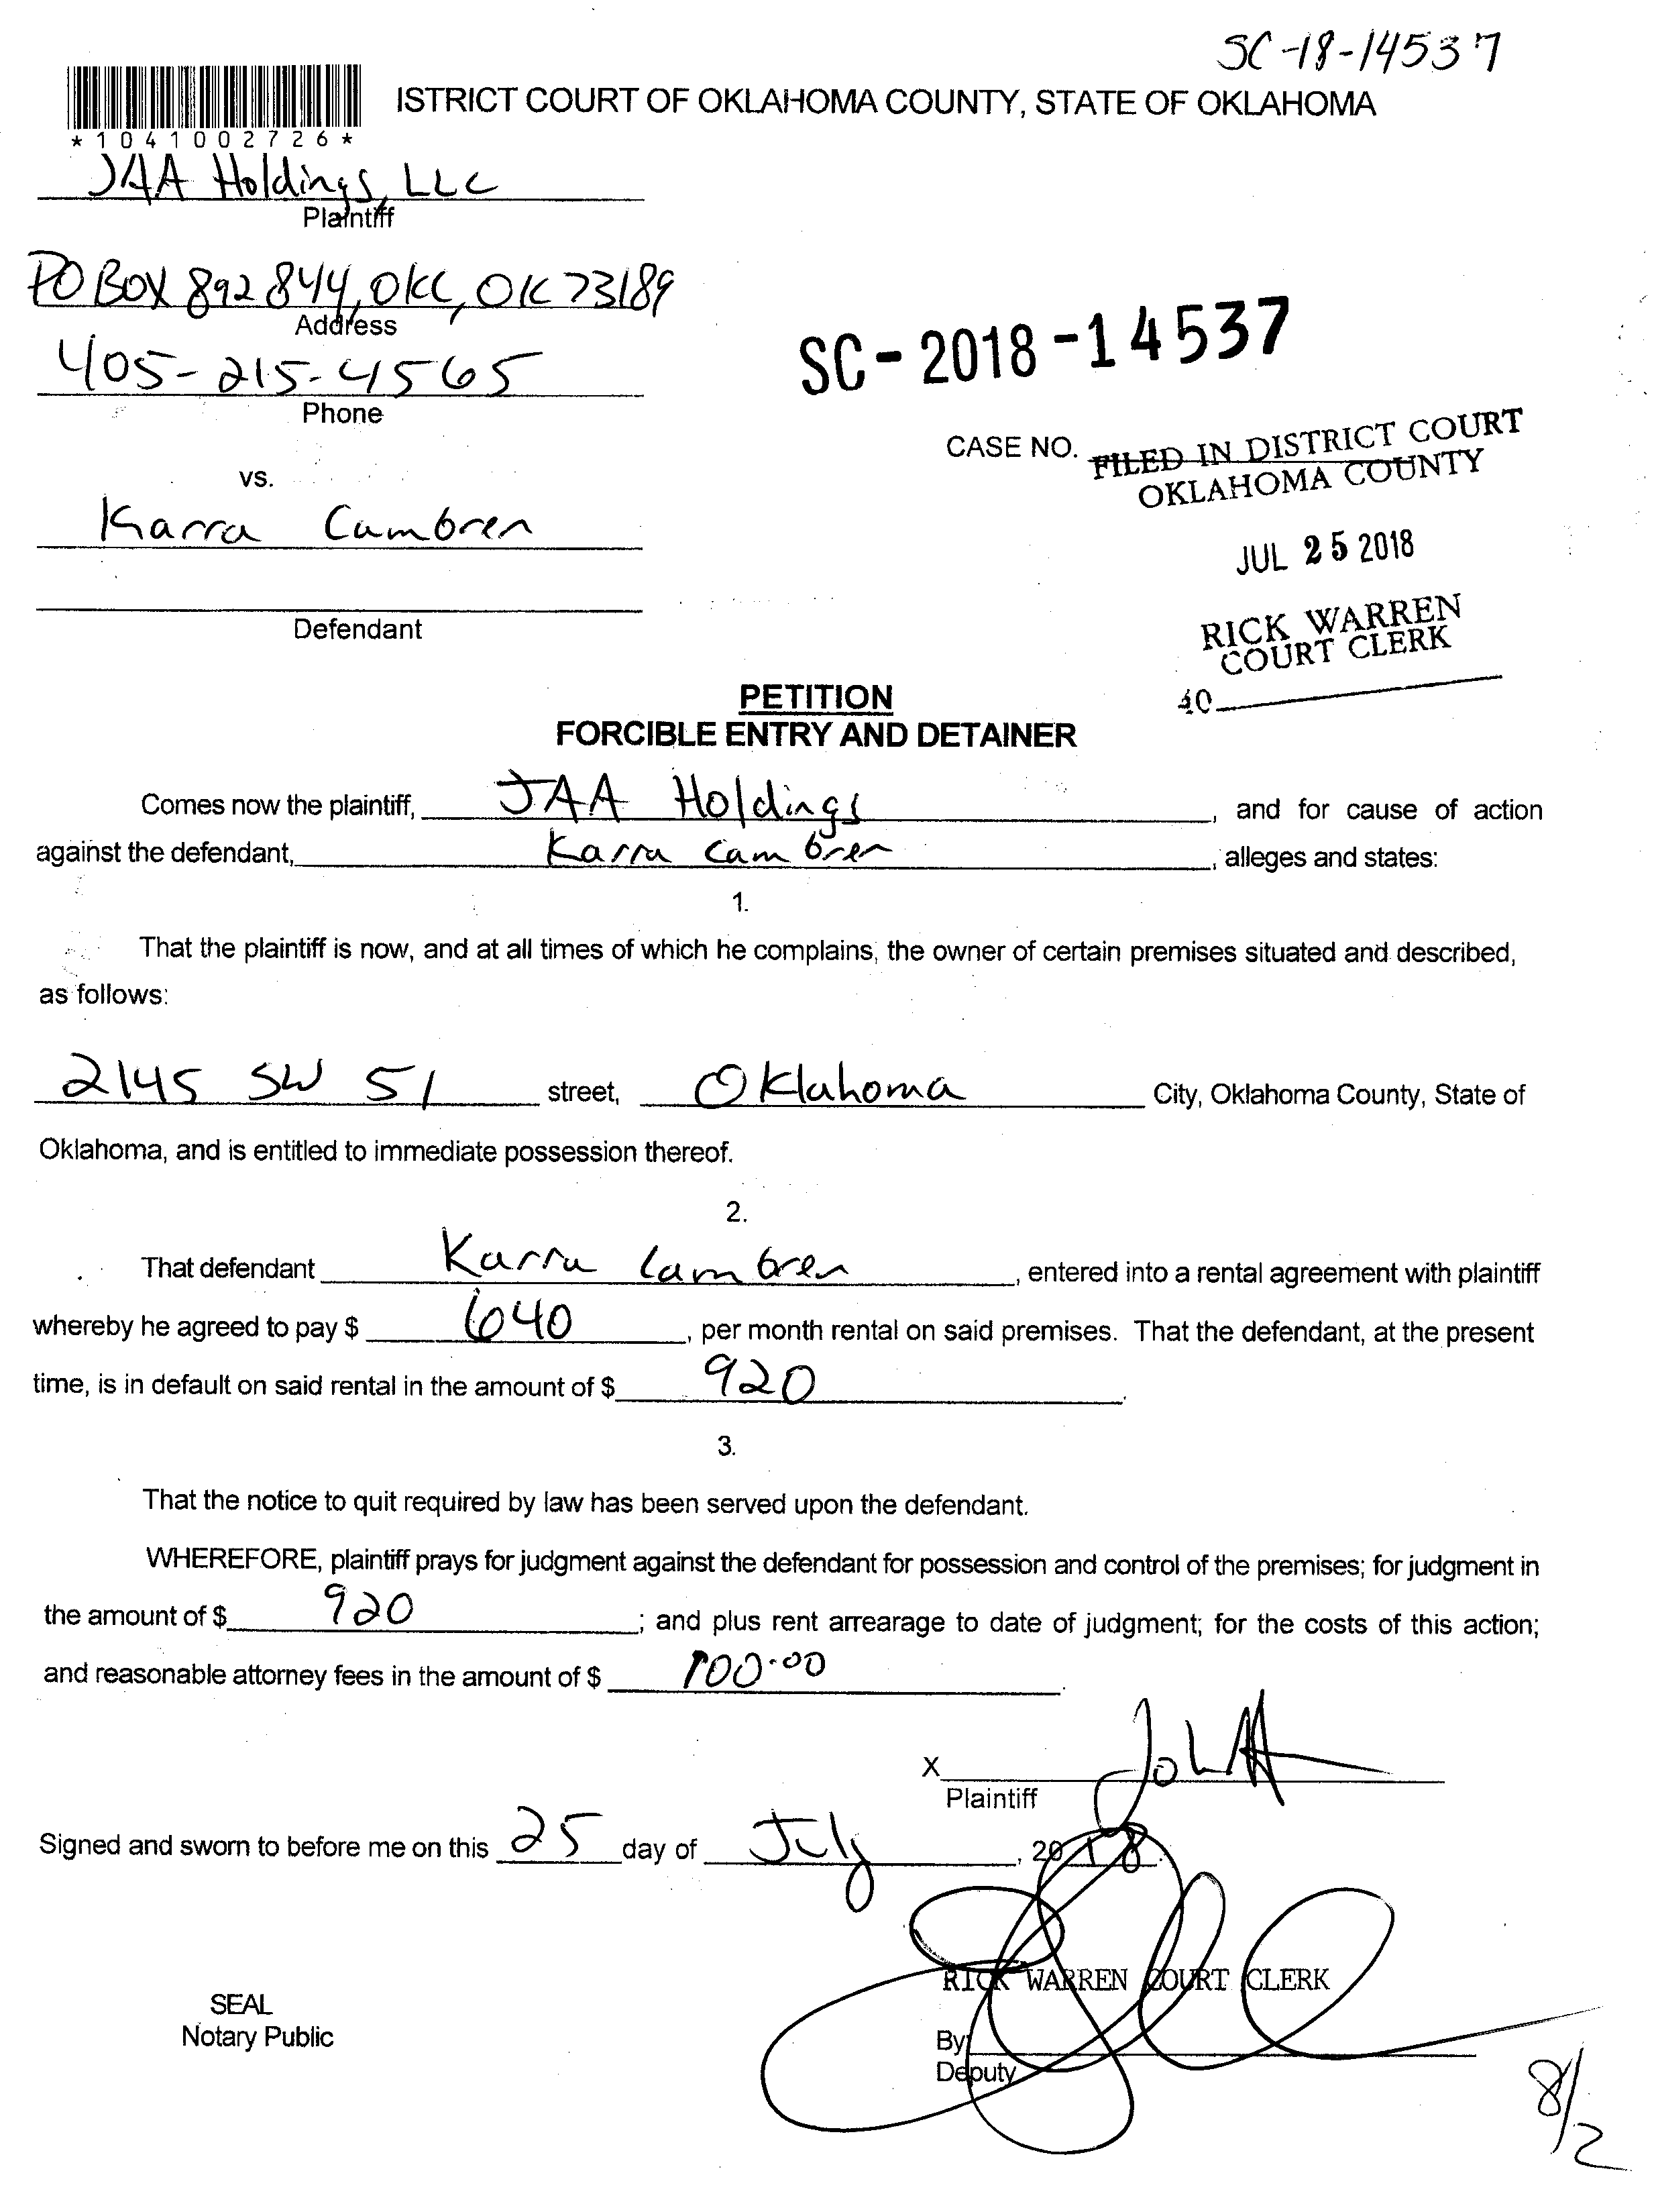 SC-18-14537
ISTRICT COURT OF OKLAHOMA COUNTY, STATE OF OKLAHOMA
*1041002726*
JAA Holdings, LLC
Plaintiff
PO BOX 892844, OKC, OK 73189
Address
405-215-4565
Phone
SC-2018-14537
CASE NO.
FILED IN DISTRICT COURT
OKLAHOMA COUNTY
vs.
Karra Cambren
JUL 25 2018
Defendant
RICK WARREN
COURT CLERK
40
PETITION
FORCIBLE ENTRY AND DETAINER
Comes now the plaintiff, JAA Holdings, and for cause of action
against the defendant, Karra Cambren, alleges and states:
1.
That the plaintiff is now, and at all times of which he complains, the owner of certain premises situated and described,
as follows:
2145 SW 51 street, Oklahoma City, Oklahoma County, State of
Oklahoma, and is entitled to immediate possession thereof.
2.
That defendant Karra Cambren, entered into a rental agreement with plaintiff
whereby he agreed to pay $ 640, per month rental on said premises. That the defendant, at the present
time, is in default on said rental in the amount of $ 920.
3.
That the notice to quit required by law has been served upon the defendant.
WHEREFORE, plaintiff prays for judgment against the defendant for possession and control of the premises; for judgment in
the amount of $ 920; and plus rent arrearage to date of judgment; for the costs of this action;
and reasonable attorney fees in the amount of $ 100.00.
X
Plaintiff
Signed and sworn to before me on this 25 day of July, 2018.
RICK WARREN COURT CLERK
SEAL
Notary Public
By
Deputy
8/2